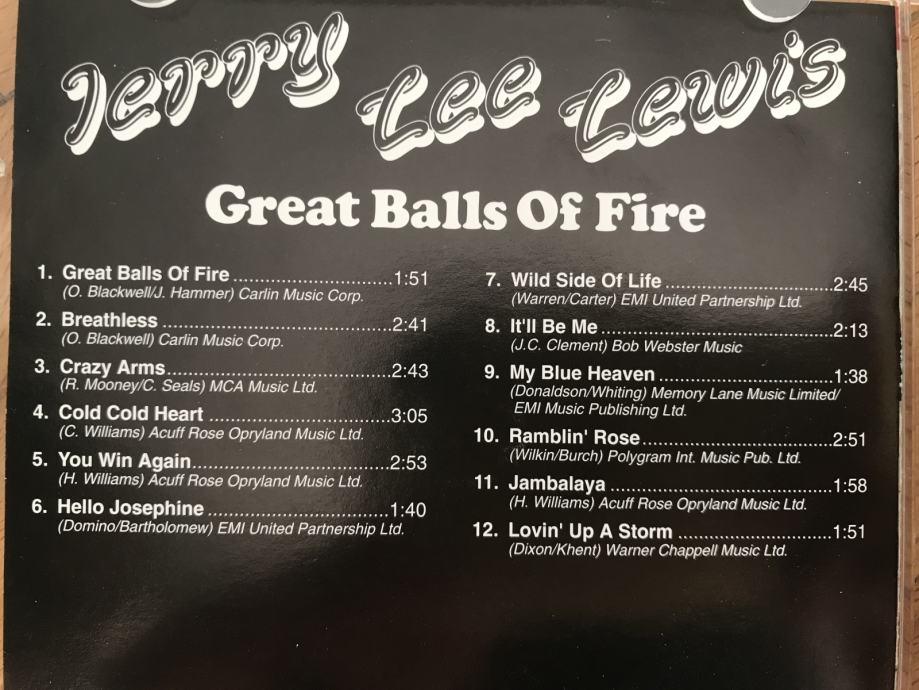 Jerry Lee Lewis
Great Balls Of Fire
1. Great Balls Of Fire..........................1:51
(O. Blackwell/J. Hammer) Carlin Music Corp.
2. Breathless .....................................2:41
(O. Blackwell) Carlin Music Corp.
3. Crazy Arms....................................2:43
(R. Mooney/C. Seals) MCA Music Ltd.
4. Cold Cold Heart .............................3:05
(C. Williams) Acuff Rose Opryland Music Ltd.
5. You Win Again................................2:53
(H. Williams) Acuff Rose Opryland Music Ltd.
6. Hello Josephine .............................1:40
(Domino/Bartholomew) EMI United Partnership Ltd.
7. Wild Side Of Life ...........................2:45
(Warren/Carter) EMI United Partnership Ltd.
8. It'll Be Me .....................................2:13
(J.C. Clement) Bob Webster Music
9. My Blue Heaven ............................1:38
(Donaldson/Whiting) Memory Lane Music Limited/
EMI Music Publishing Ltd.
10. Ramblin' Rose..............................2:51
(Wilkin/Burch) Polygram Int. Music Pub. Ltd.
11. Jambalaya ...................................1:58
(H. Williams) Acuff Rose Opryland Music Ltd.
12. Lovin' Up A Storm ........................1:51
(Dixon/Khent) Warner Chappell Music Ltd.